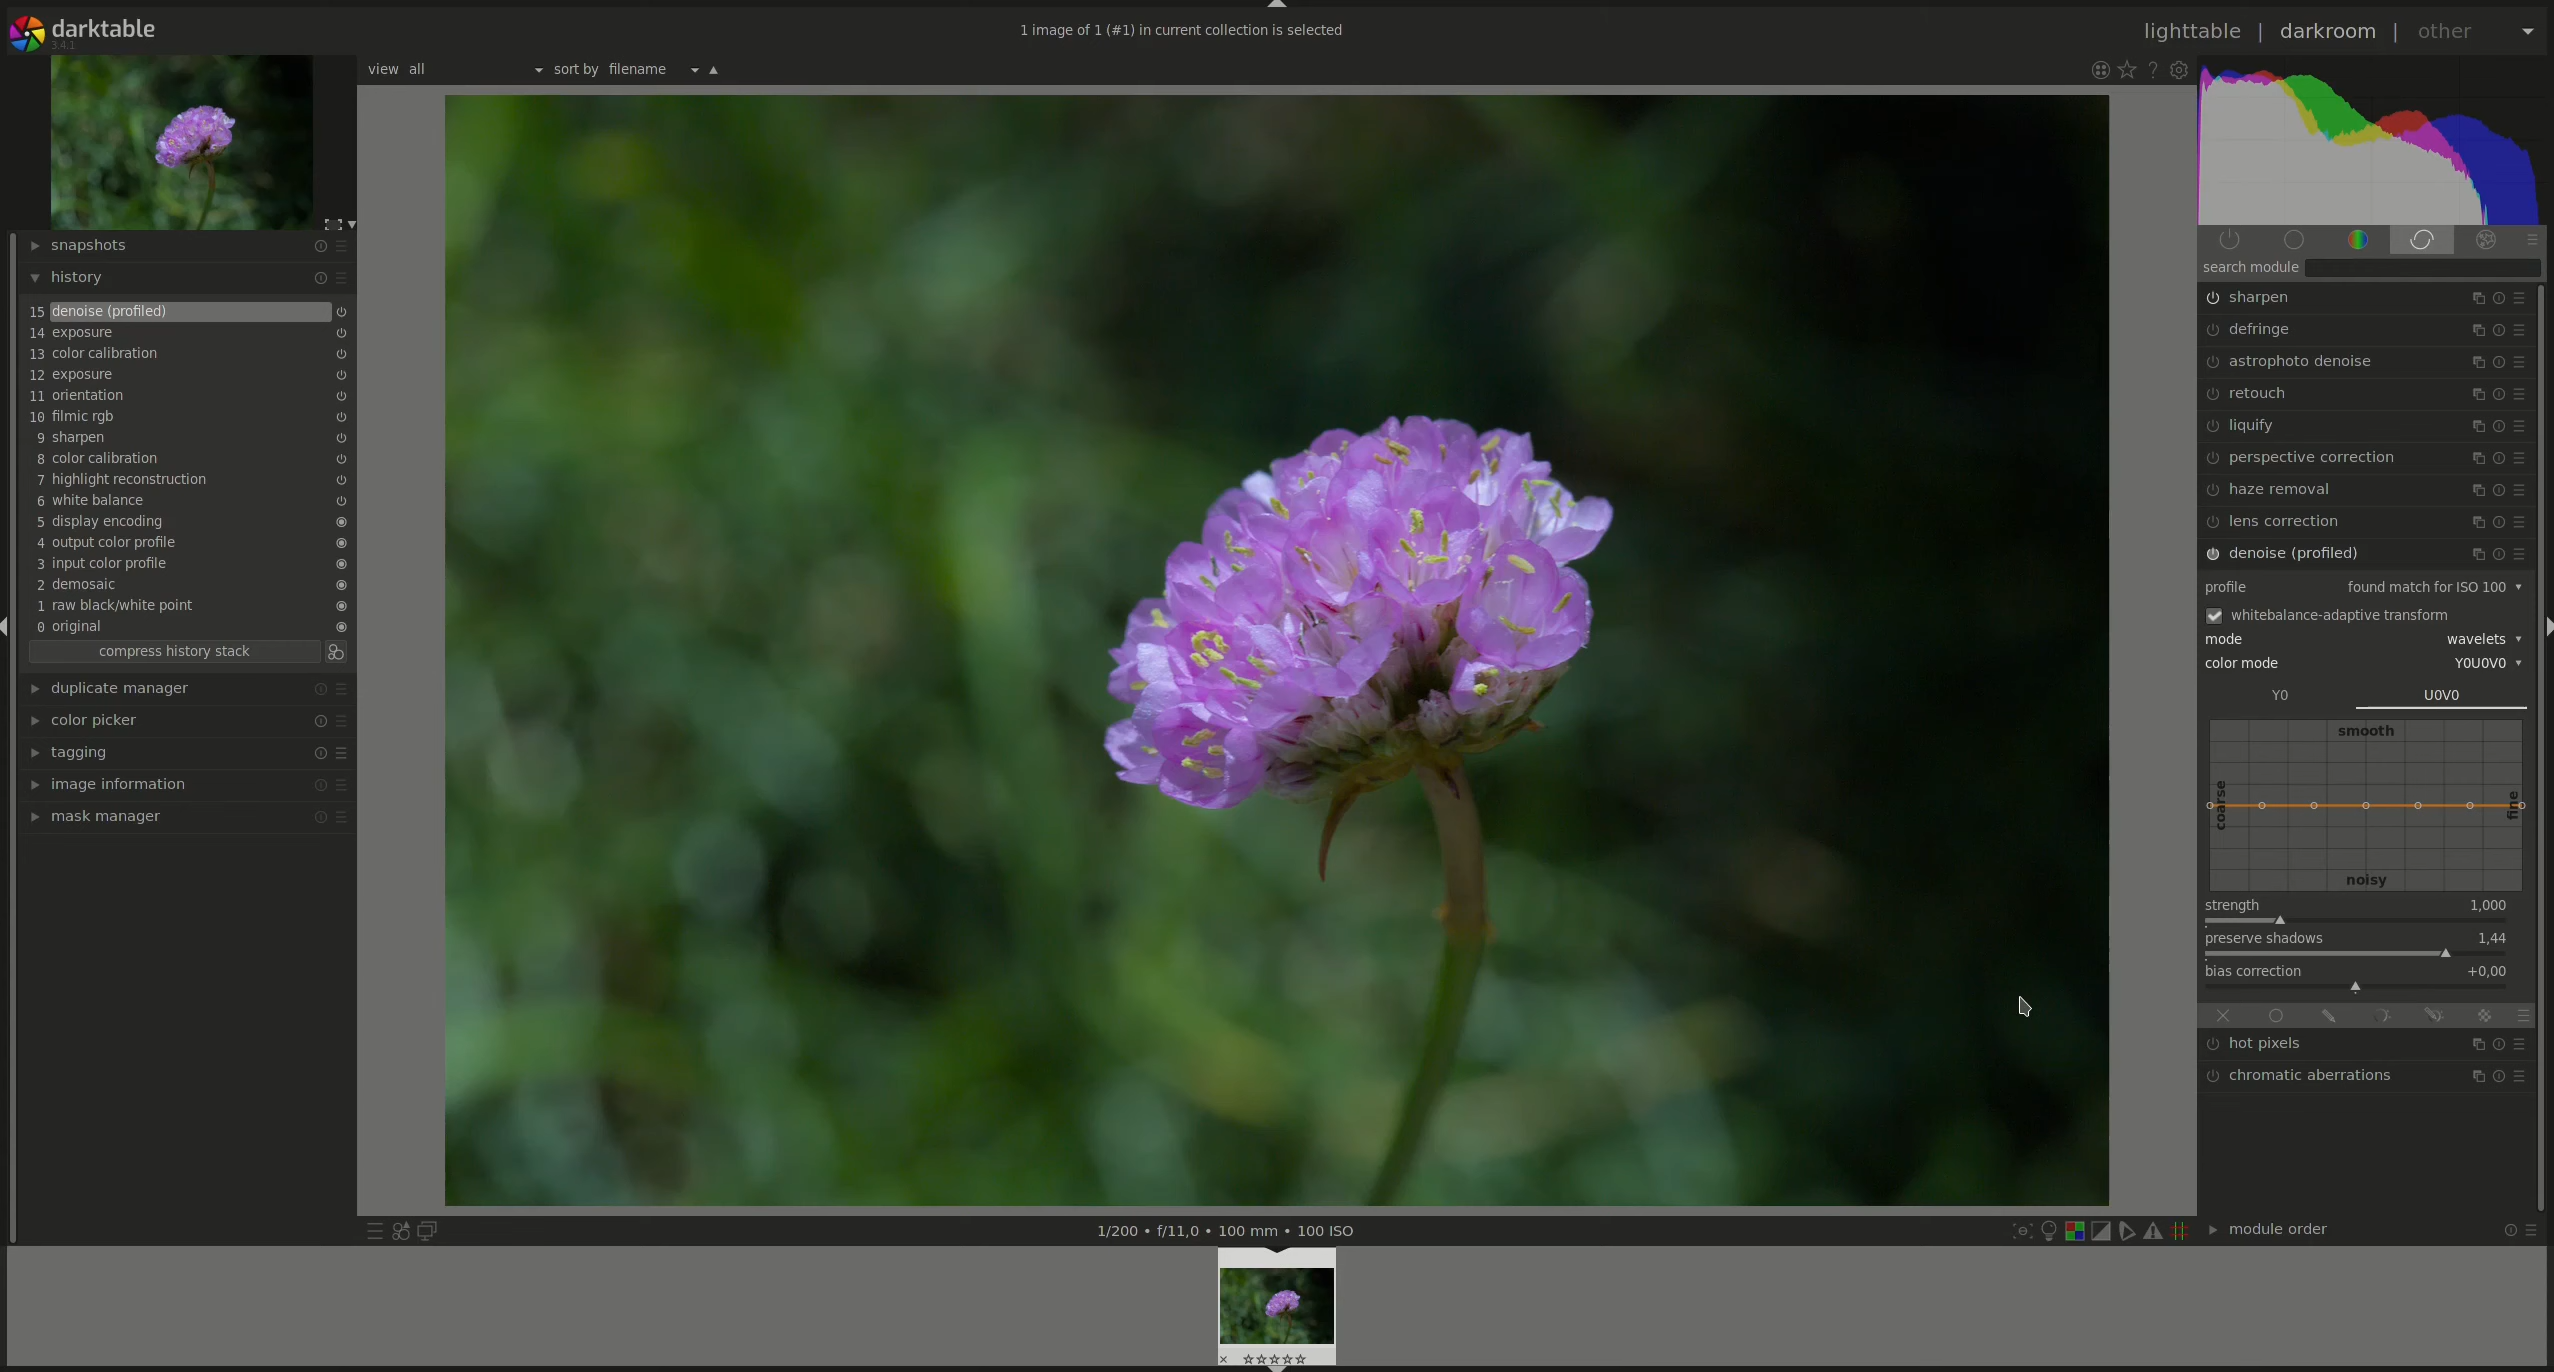 darktable
3.4.1
1 image of 1 (#1) in current collection is selected
lighttable | darkroom | other
view all sort by filename
snapshots
history
15 denoise (profiled)
14 exposure
13 color calibration
12 exposure
11 orientation
10 filmic rgb
9 sharpen
8 color calibration
7 highlight reconstruction
6 white balance
5 display encoding
4 output color profile
3 input color profile
2 demosaic
1 raw black/white point
0 original
compress history stack
duplicate manager
color picker
tagging
image information
mask manager
search module
sharpen
defringe
astrophoto denoise
retouch
liquify
perspective correction
haze removal
lens correction
denoise (profiled)
profile found match for ISO 100
whitebalance-adaptive transform
mode wavelets
color mode Y0U0V0
Y0 U0V0
smooth
coarse
fine
noisy
strength 1,000
preserve shadows 1,44
bias correction +0,00
hot pixels
chromatic aberrations
module order
1/200 • f/11,0 • 100 mm • 100 ISO